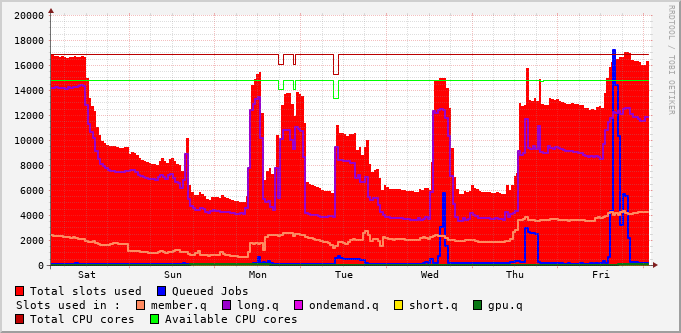 20000
18000
16000
14000
12000
10000
8000
6000
4000
2000
0
Sat Sun Mon Tue Wed Thu Fri
RRDTOOL / TOBI OETIKER
Total slots used Queued Jobs
Slots used in : member.q long.q ondemand.q short.q gpu.q
Total CPU cores Available CPU cores